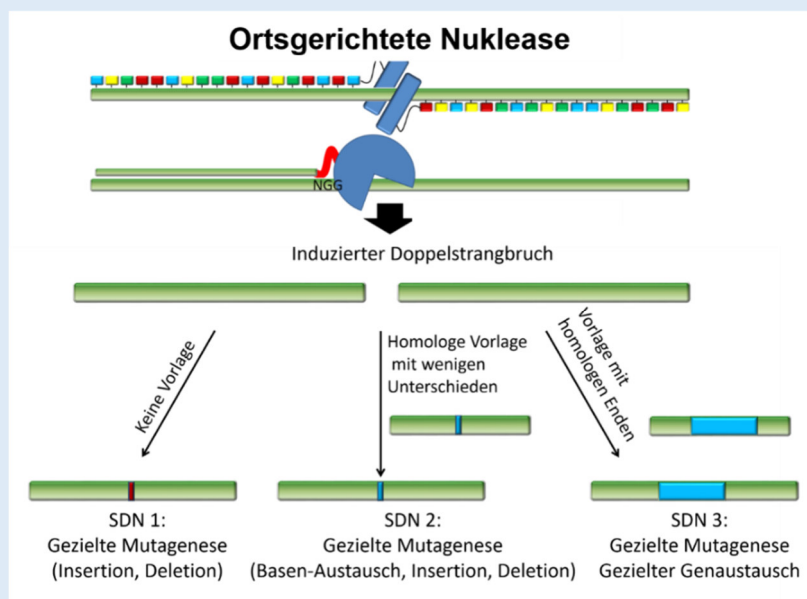 Ortsgerichtete Nuklease
NGG
Induzierter Doppelstrangbruch
Keine Vorlage
Homologe Vorlage
mit wenigen
Unterschieden
Vorlage mit
homologen Enden
SDN 1:
Gezielte Mutagenese
(Insertion, Deletion)
SDN 2:
Gezielte Mutagenese
(Basen-Austausch, Insertion, Deletion)
SDN 3:
Gezielte Mutagenese
Gezielter Genaustausch